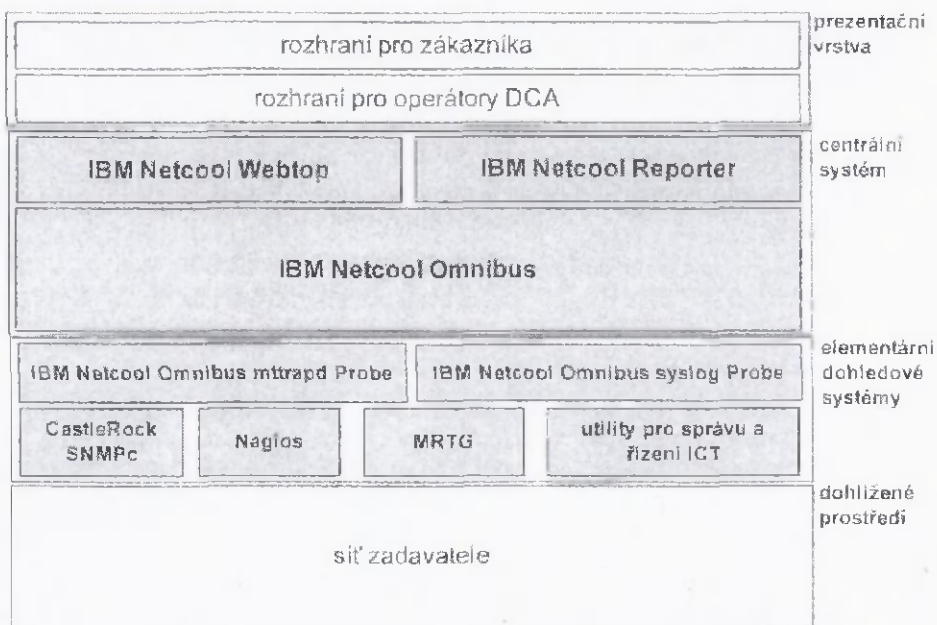 rozhraní pro zákazníka
prezentační
vrstva
rozhraní pro operátory DCA
IBM Netcool Webtop
IBM Netcool Reporter
centrální
systém
IBM Netcool Omnibus
IBM Netcool Omnibus mttrapd Probe
IBM Netcool Omnibus syslog Probe
elementární
dohledové
systémy
CastleRock
SNMPc
Nagios
MRTG
utility pro správu a
řízení ICT
dohlížené
prostředí
síť zadavatele